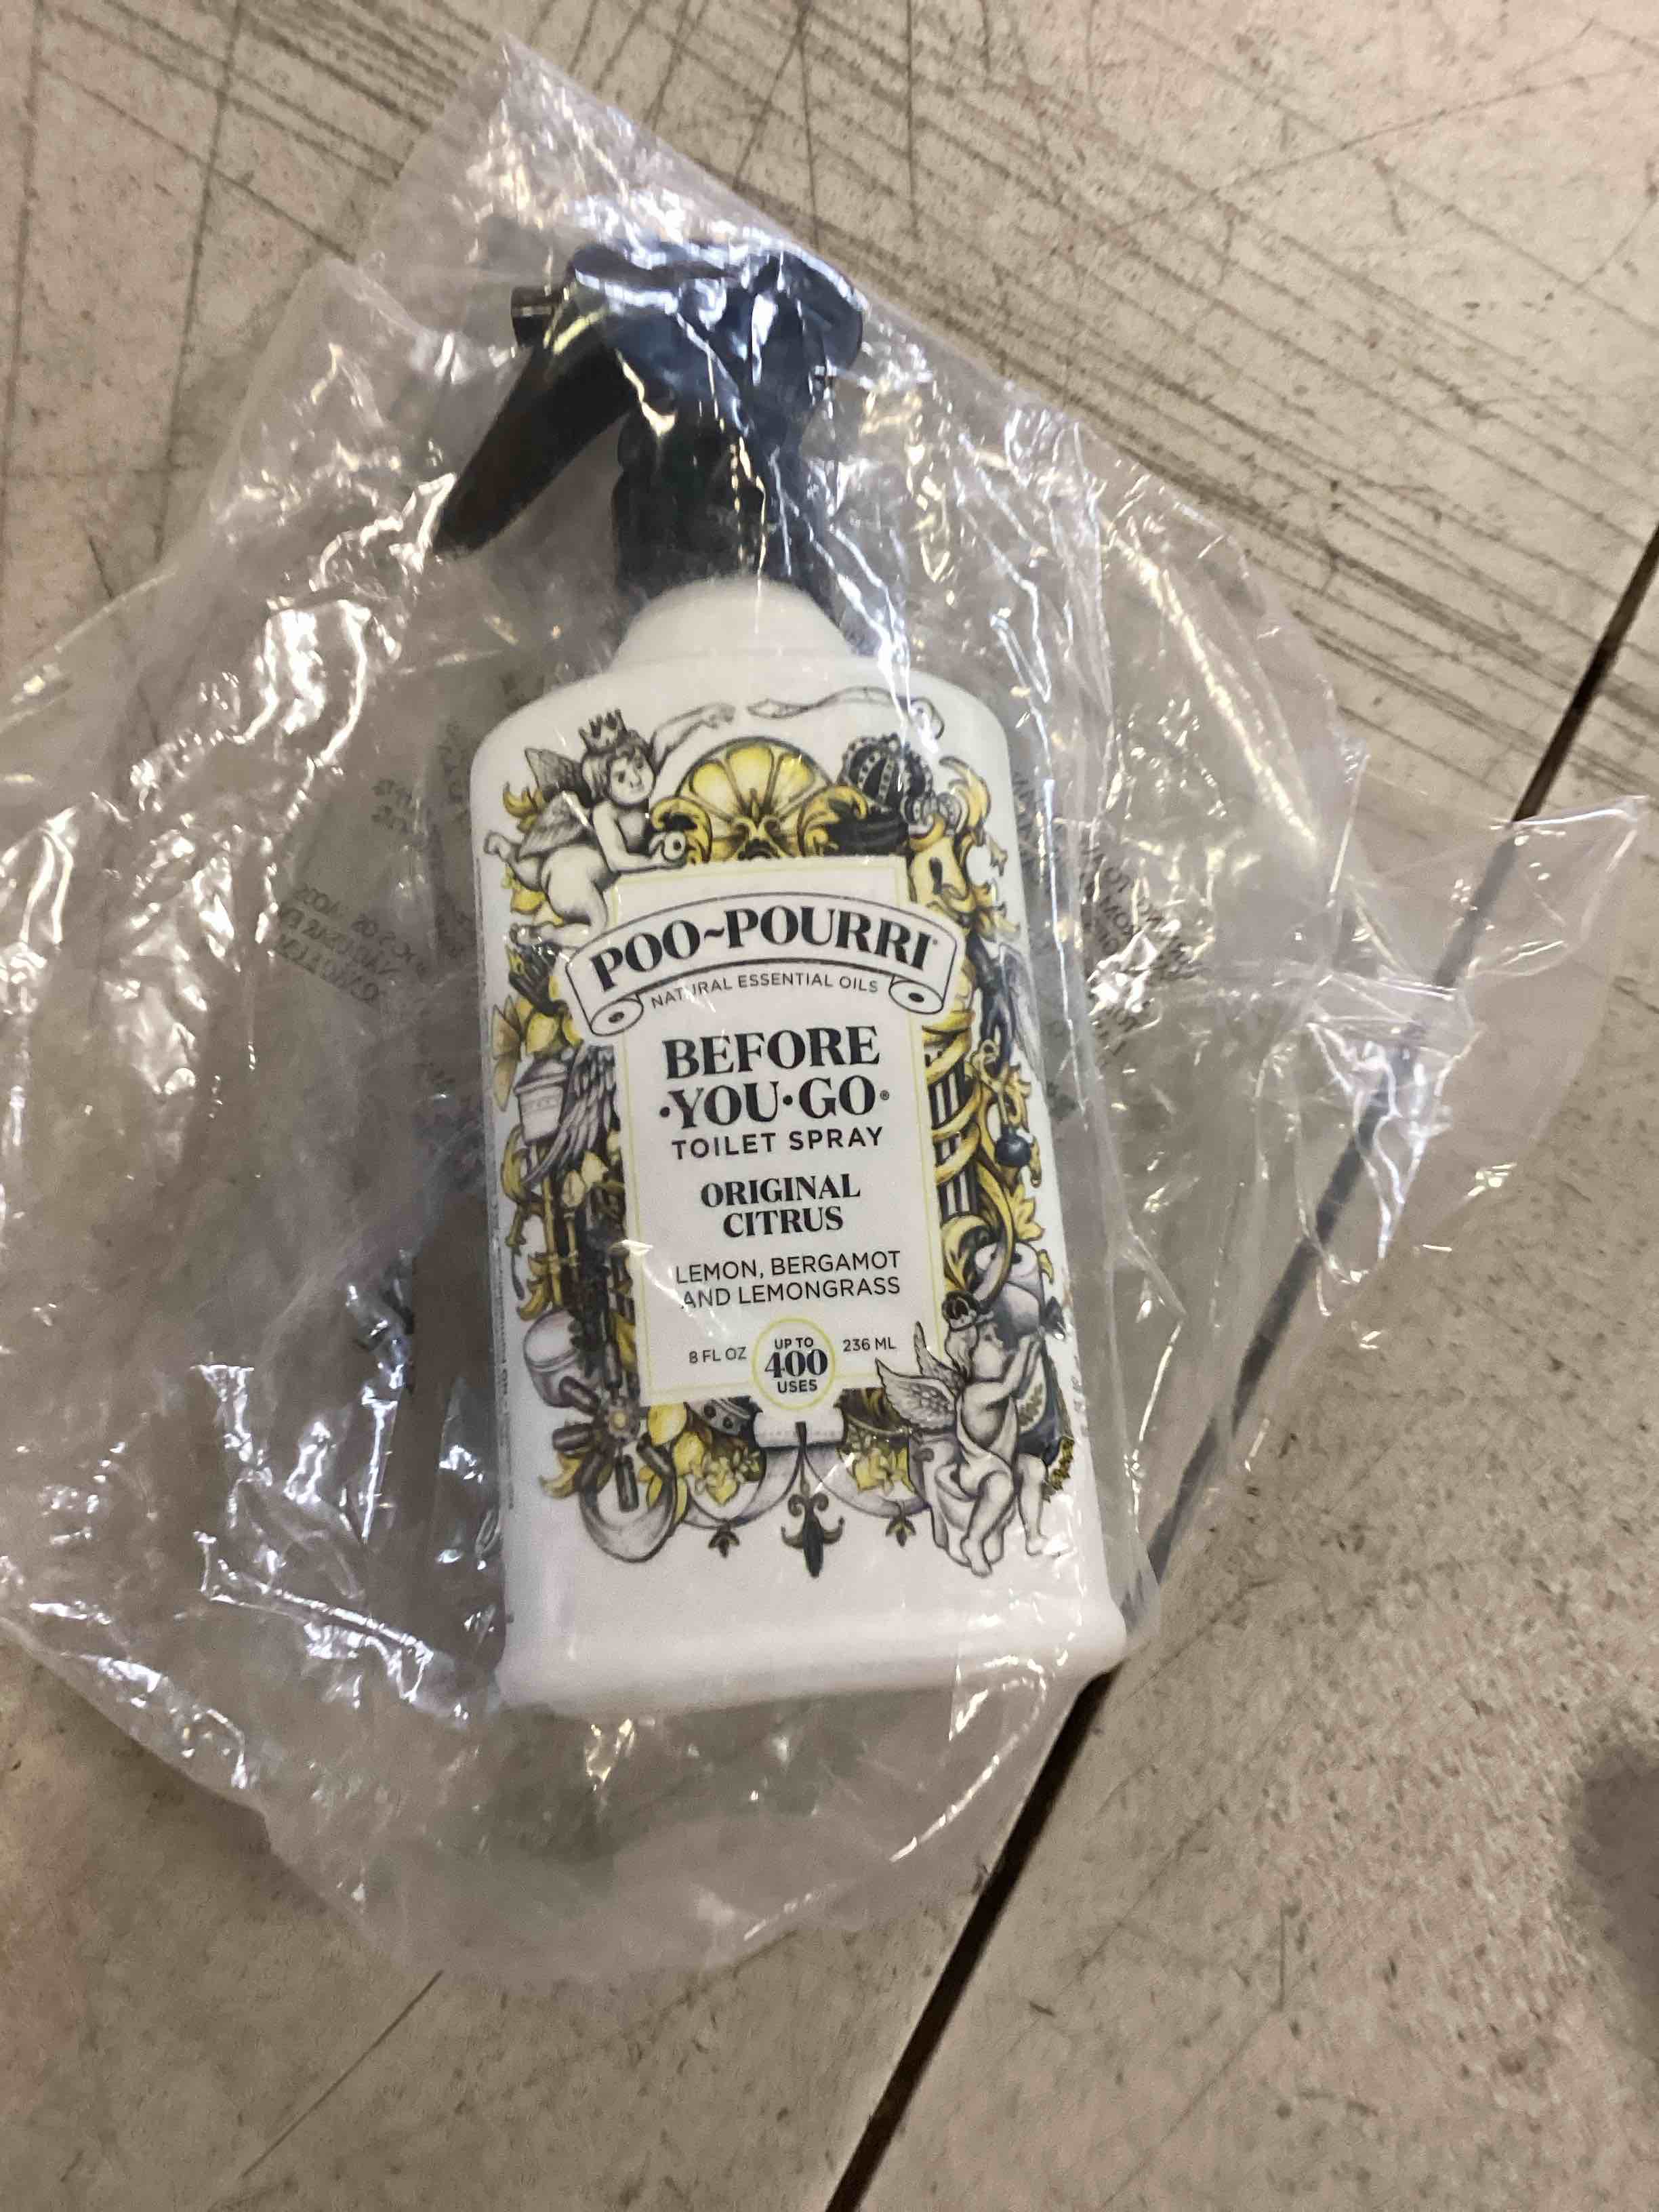 POO~POURRI
NATURAL ESSENTIAL OILS
BEFORE
•YOU•GO®
TOILET SPRAY
ORIGINAL
CITRUS
LEMON, BERGAMOT
AND LEMONGRASS
8 FL OZ UP TO 400 USES 236 ML